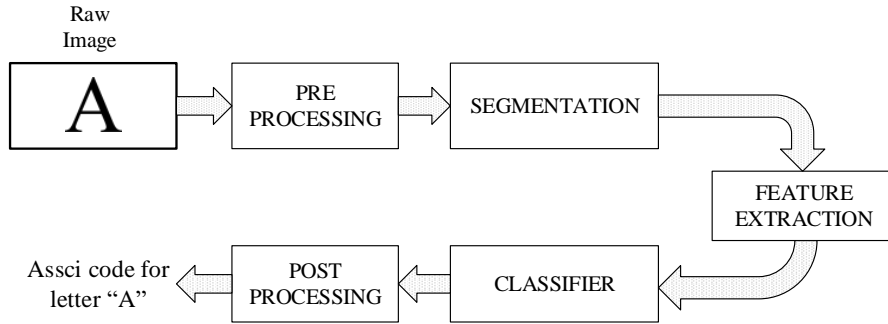 Raw
Image
A
PRE
PROCESSING
SEGMENTATION
FEATURE
EXTRACTION
CLASSIFIER
POST
PROCESSING
Assci code for
letter “A”